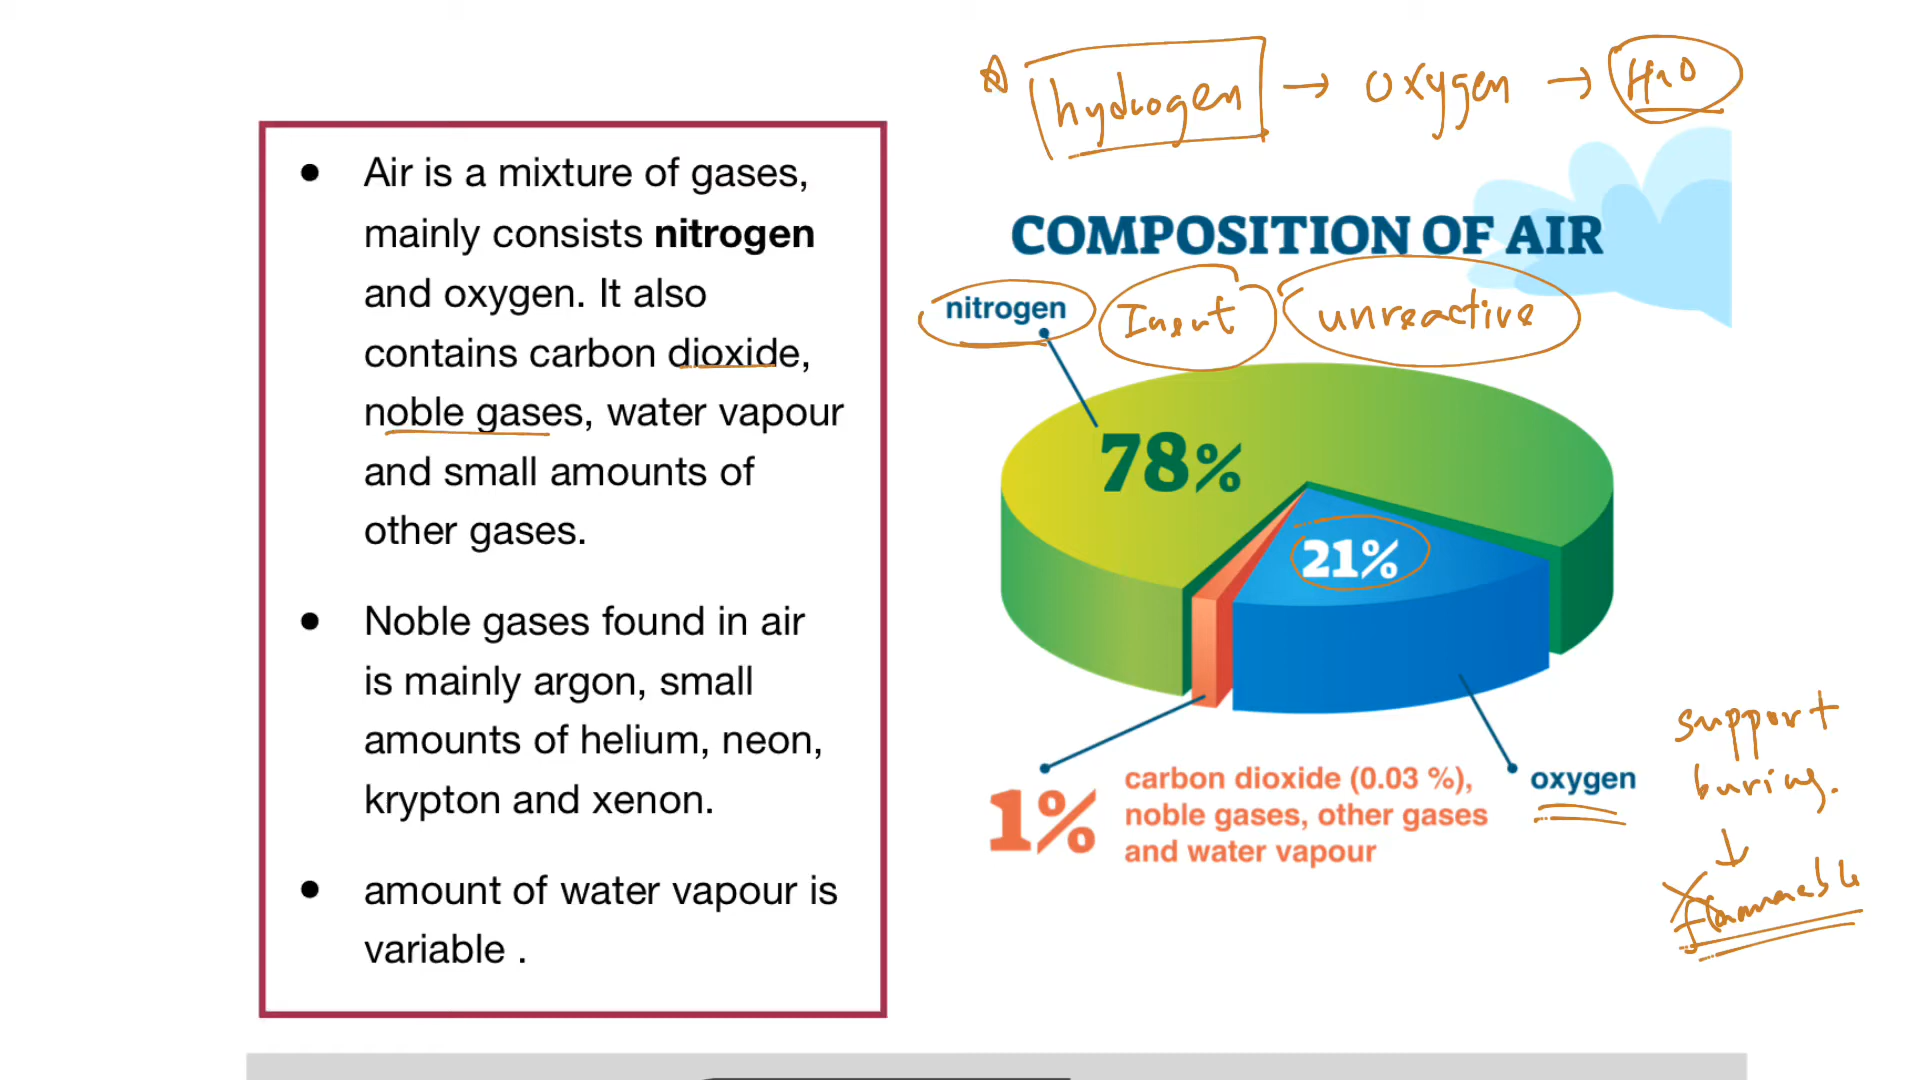 hydrogen → oxygen → H2O
• Air is a mixture of gases,
mainly consists nitrogen
and oxygen. It also
contains carbon dioxide,
noble gases, water vapour
and small amounts of
other gases.
• Noble gases found in air
is mainly argon, small
amounts of helium, neon,
krypton and xenon.
• amount of water vapour is
variable .
COMPOSITION OF AIR
nitrogen Inert unreactive
78%
21%
1%
carbon dioxide (0.03 %),
noble gases, other gases
and water vapour
oxygen
support
buring.
↓
flammable